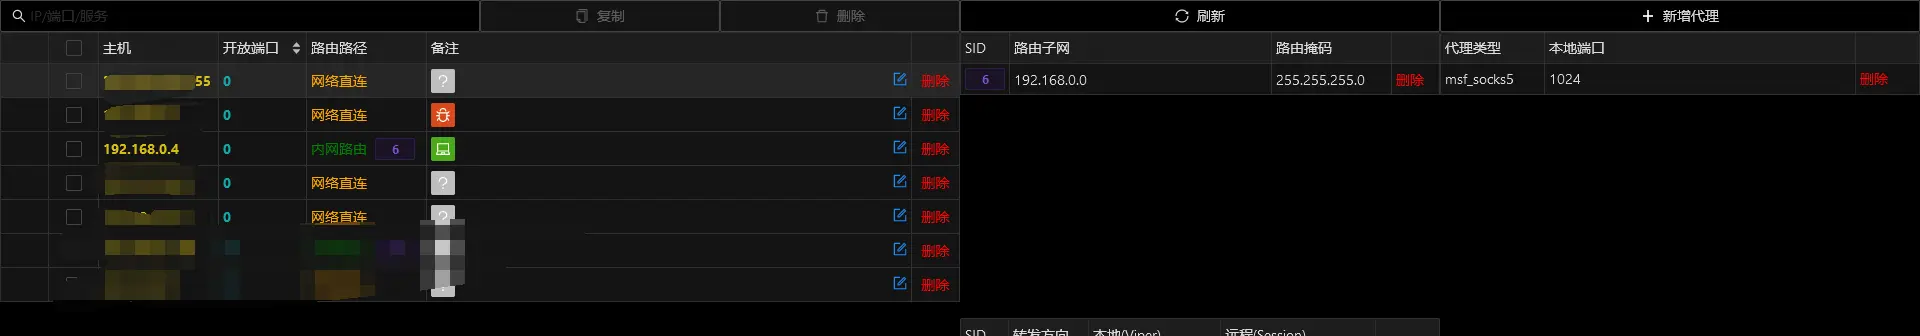 IP/端口/服务 复制 删除 刷新 新增代理
主机 开放端口 路由路径 备注 SID 路由子网 路由掩码 代理类型 本地端口
55 0 网络直连 ? 删除 6 192.168.0.0 255.255.255.0 删除 msf_socks5 1024 删除
0 网络直连 删除
192.168.0.4 0 内网路由 6 删除
0 网络直连 ? 删除
0 网络直连 ? 删除
删除
删除
SID 转发方向 本地(Viper) 远程(Session)